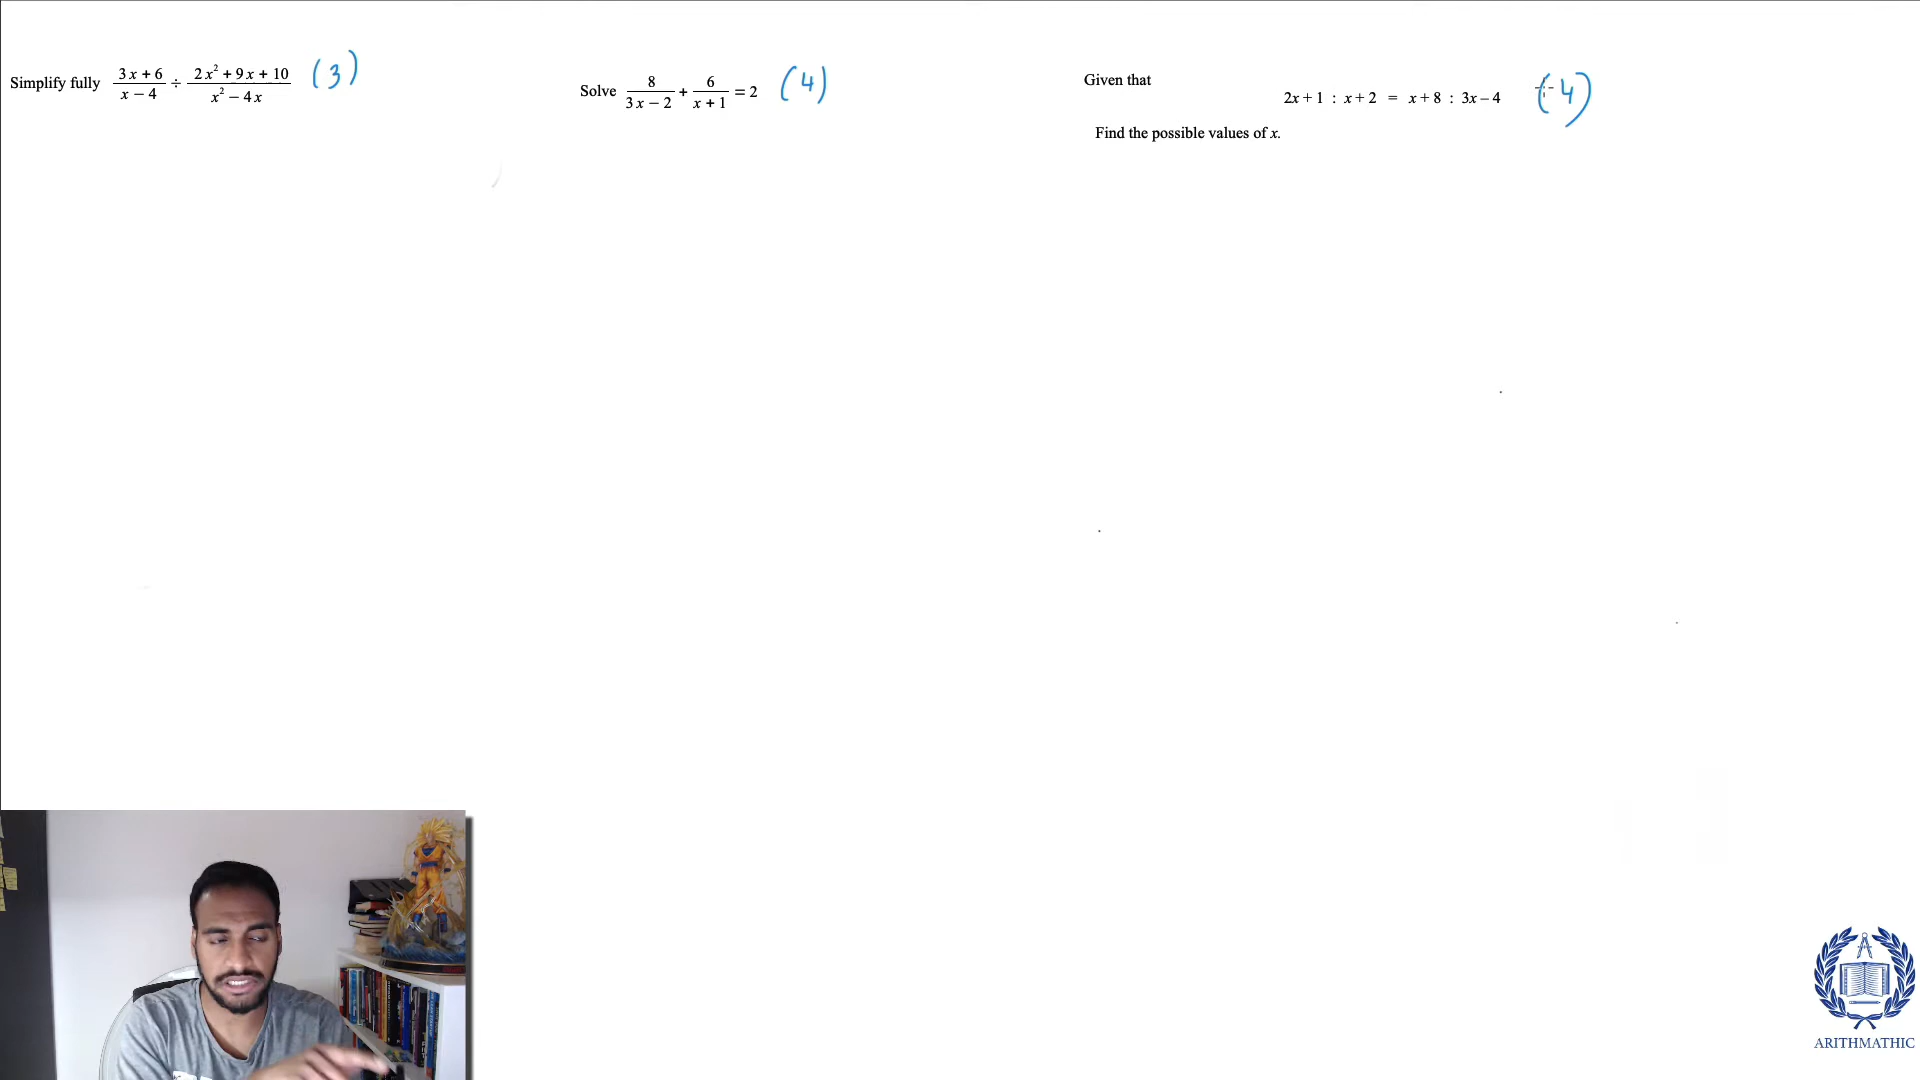 Simplify fully (3x + 6)/(x − 4) ÷ (2x² + 9x + 10)/(x² − 4x) (3)
Solve 8/(3x − 2) + 6/(x + 1) = 2 (4)
Given that
2x + 1 : x + 2 = x + 8 : 3x – 4 (4)
Find the possible values of x.
ARITHMATHIC